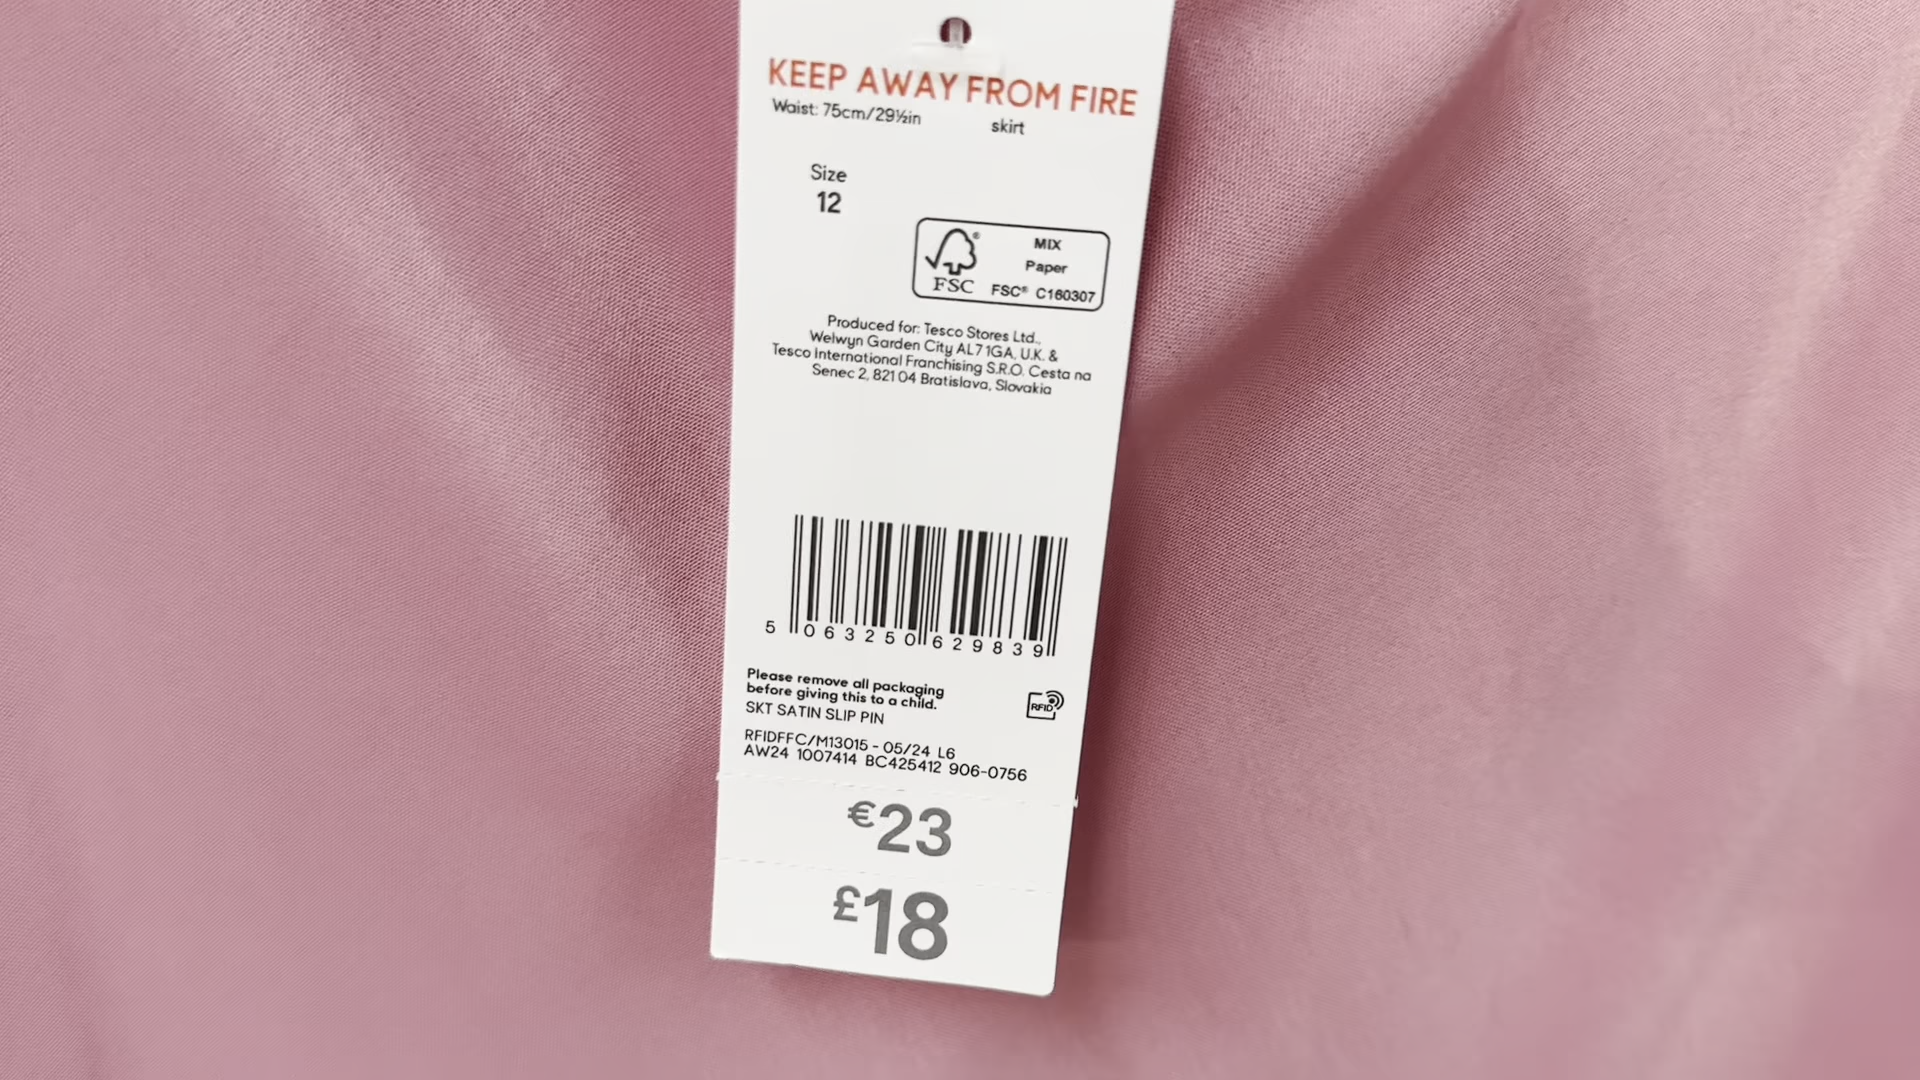 KEEP AWAY FROM FIRE
Waist: 75cm/29½in
skirt
Size
12
MIX
Paper
FSC® C160307
FSC
Produced for: Tesco Stores Ltd.,
Welwyn Garden City AL7 1GA, U.K. &
Tesco International Franchising S.R.O. Cesta na
Senec 2, 821 04 Bratislava, Slovakia
5 063250 629839
Please remove all packaging
before giving this to a child.
RFID
SKT SATIN SLIP PIN
RFIDFFC/M13015 - 05/24 L6
AW24 1007414 BC425412 906-0756
€23
£18